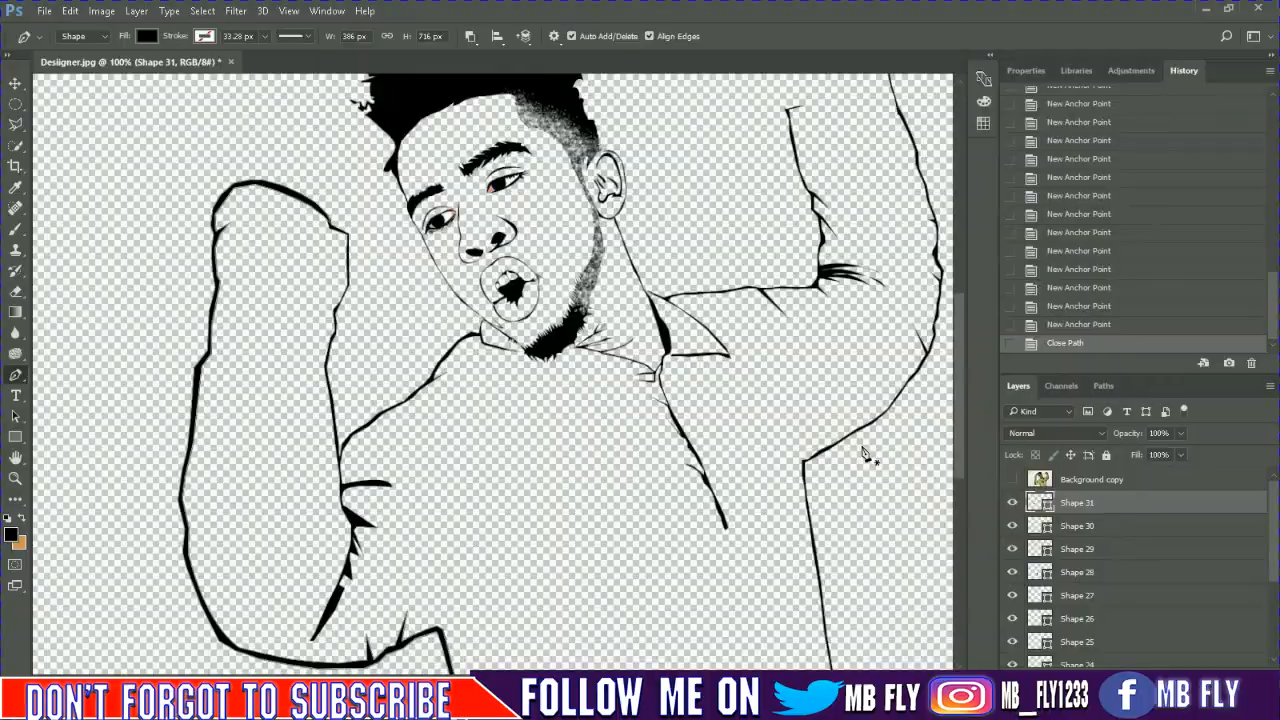 Ps File Edit Image Layer Type Select Filter 3D View Window Help
Shape Fill: Stroke: 33.28 px W: 386 px H: 716 px Auto Add/Delete Align Edges
Desiigner.jpg @ 100% (Shape 31, RGB/8#) * ×
Properties Libraries Adjustments History
New Anchor Point
New Anchor Point
New Anchor Point
New Anchor Point
New Anchor Point
New Anchor Point
New Anchor Point
New Anchor Point
New Anchor Point
New Anchor Point
New Anchor Point
New Anchor Point
New Anchor Point
New Anchor Point
Close Path
Layers Channels Paths
Kind
Normal Opacity: 100%
Lock: Fill: 100%
Background copy
Shape 31
Shape 30
Shape 29
Shape 28
Shape 27
Shape 26
Shape 25
Shape 24
DON'T FORGOT TO SUBSCRIBE FOLLOW ME ON MB FLY MB_FLY1233 MB FLY